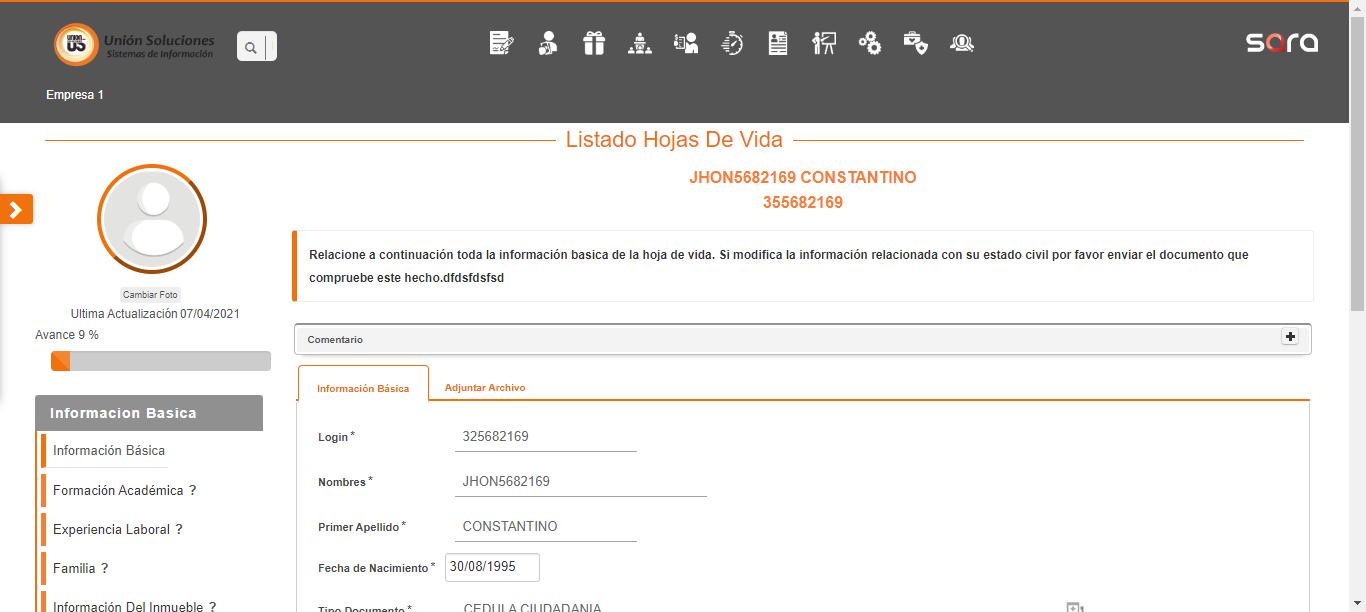 UNION
US
Unión Soluciones
Sistemas de Información
sara
Empresa 1
Listado Hojas De Vida
JHON5682169 CONSTANTINO
355682169
Relacione a continuación toda la información basica de la hoja de vida. Si modifica la información relacionada con su estado civil por favor enviar el documento que
compruebe este hecho.dfdsfdsfsd
Cambiar Foto
Ultima Actualización 07/04/2021
Avance 9 %
Comentario
Información Básica
Adjuntar Archivo
Informacion Basica
Información Básica
Formación Académica ?
Experiencia Laboral ?
Familia ?
Información Del Inmueble ?
Login* 325682169
Nombres* JHON5682169
Primer Apellido* CONSTANTINO
Fecha de Nacimiento* 30/08/1995
Tipo Documento* CEDULA CIUDADANIA